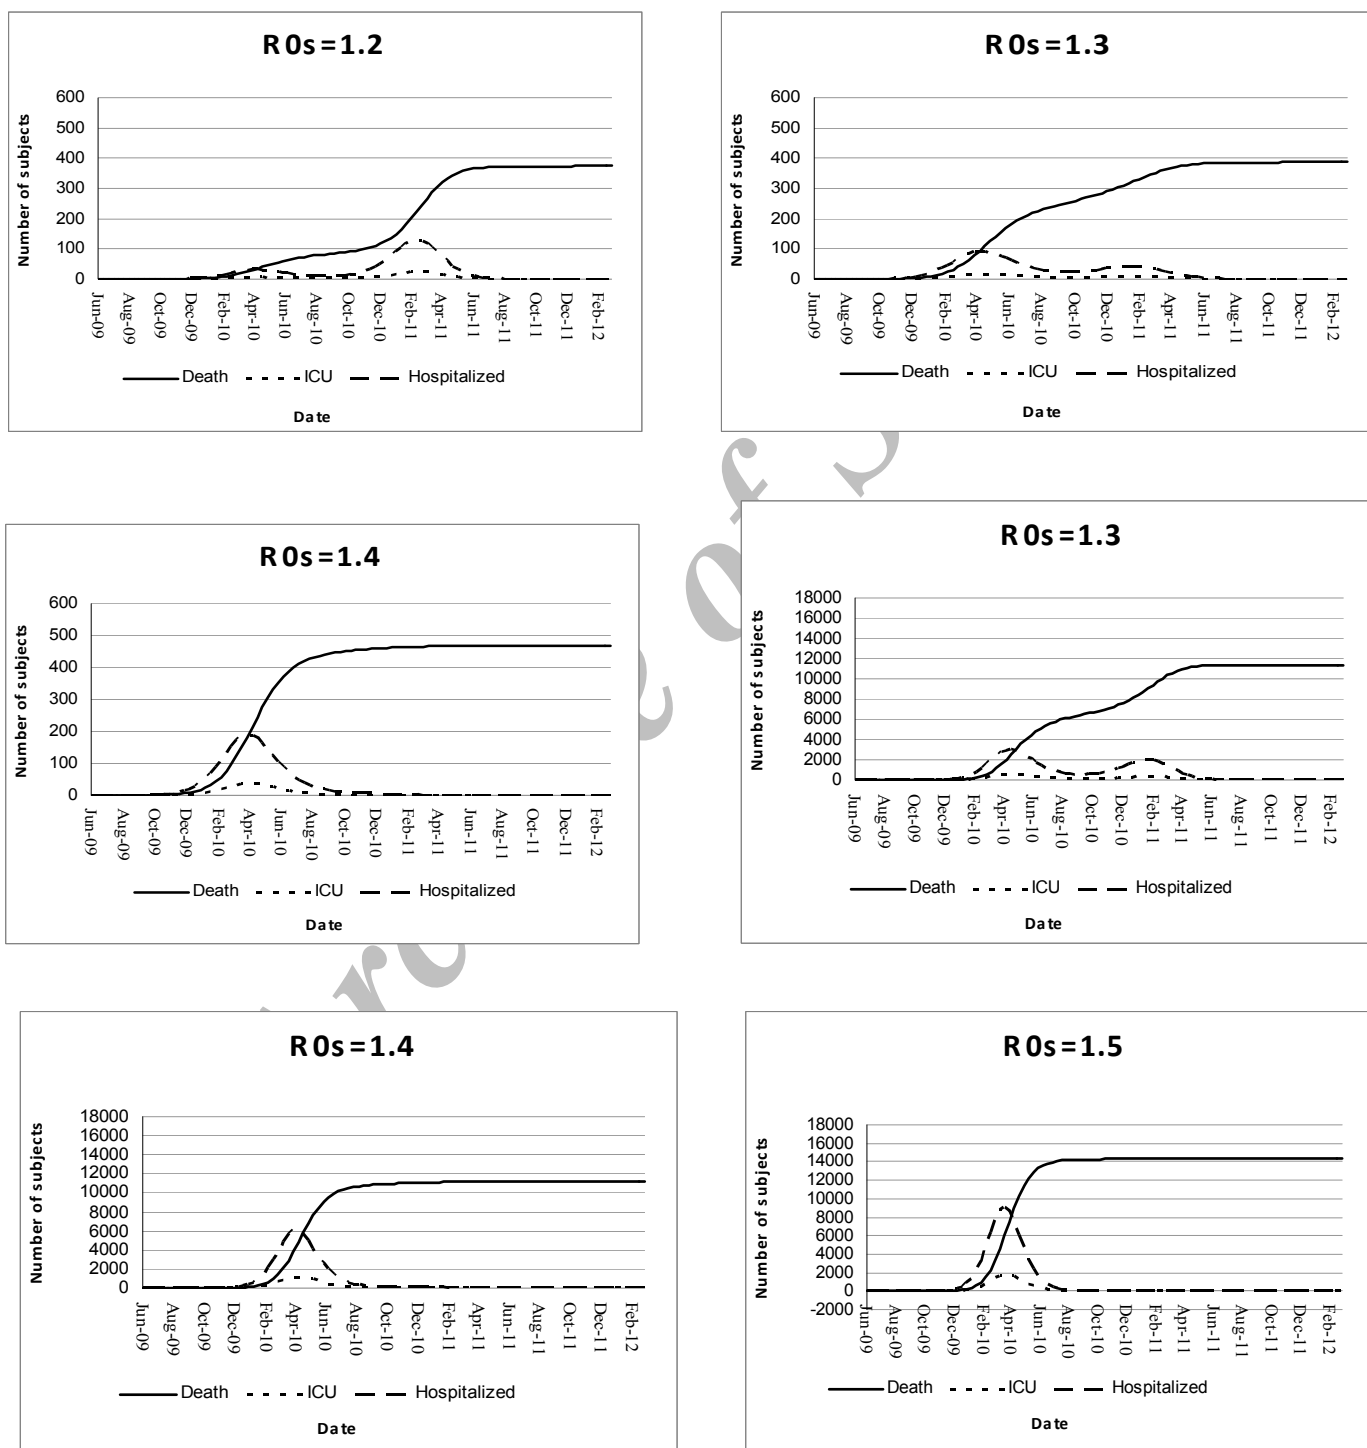 R0s=1.2
Number of subjects
600
500
400
300
200
100
0
Jun-09
Aug-09
Oct-09
Dec-09
Feb-10
Apr-10
Jun-10
Aug-10
Oct-10
Dec-10
Feb-11
Apr-11
Jun-11
Aug-11
Oct-11
Dec-11
Feb-12
Death ICU Hospitalized
Date
R0s=1.3
Number of subjects
600
500
400
300
200
100
0
Jun-09
Aug-09
Oct-09
Dec-09
Feb-10
Apr-10
Jun-10
Aug-10
Oct-10
Dec-10
Feb-11
Apr-11
Jun-11
Aug-11
Oct-11
Dec-11
Feb-12
Death ICU Hospitalized
Date
R0s=1.4
Number of subjects
600
500
400
300
200
100
0
Jun-09
Aug-09
Oct-09
Dec-09
Feb-10
Apr-10
Jun-10
Aug-10
Oct-10
Dec-10
Feb-11
Apr-11
Jun-11
Aug-11
Oct-11
Dec-11
Feb-12
Death ICU Hospitalized
Date
R0s=1.3
Number of subjects
18000
16000
14000
12000
10000
8000
6000
4000
2000
0
Jun-09
Aug-09
Oct-09
Dec-09
Feb-10
Apr-10
Jun-10
Aug-10
Oct-10
Dec-10
Feb-11
Apr-11
Jun-11
Aug-11
Oct-11
Dec-11
Feb-12
Death ICU Hospitalized
Date
R0s=1.4
Number of subjects
18000
16000
14000
12000
10000
8000
6000
4000
2000
0
Jun-09
Aug-09
Oct-09
Dec-09
Feb-10
Apr-10
Jun-10
Aug-10
Oct-10
Dec-10
Feb-11
Apr-11
Jun-11
Aug-11
Oct-11
Dec-11
Feb-12
Death ICU Hospitalized
Date
R0s=1.5
Number of subjects
18000
16000
14000
12000
10000
8000
6000
4000
2000
0
-2000
Jun-09
Aug-09
Oct-09
Dec-09
Feb-10
Apr-10
Jun-10
Aug-10
Oct-10
Dec-10
Feb-11
Apr-11
Jun-11
Aug-11
Oct-11
Dec-11
Feb-12
Death ICU Hospitalized
Date
of